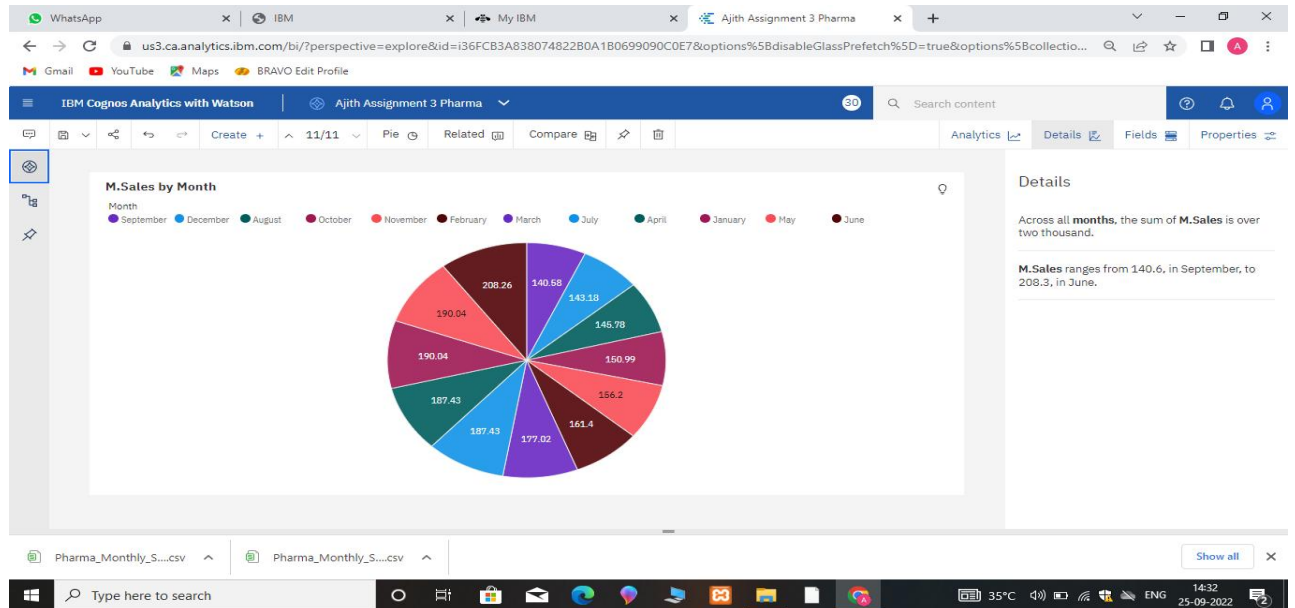 WhatsApp IBM My IBM Ajith Assignment 3 Pharma
us3.ca.analytics.ibm.com/bi/?perspective=explore&id=i36FCB3A838074822B0A1B0699090C0E7&options%5BdisableGlassPrefetch%5D=true&options%5Bcollectio...
Gmail YouTube Maps BRAVO Edit Profile
IBM Cognos Analytics with Watson Ajith Assignment 3 Pharma 30 Search content
Create + 11/11 Pie Related Compare Analytics Details Fields Properties
M.Sales by Month
Month
September December August October November February March July April January May June
208.26 140.58
143.18
190.04
145.78
190.04 150.99
187.43 156.2
187.43 177.02 161.4
Details
Across all months, the sum of M.Sales is over
two thousand.
M.Sales ranges from 140.6, in September, to
208.3, in June.
Pharma_Monthly_S....csv Pharma_Monthly_S....csv Show all
Type here to search 35°C ENG 14:32
25-09-2022 2